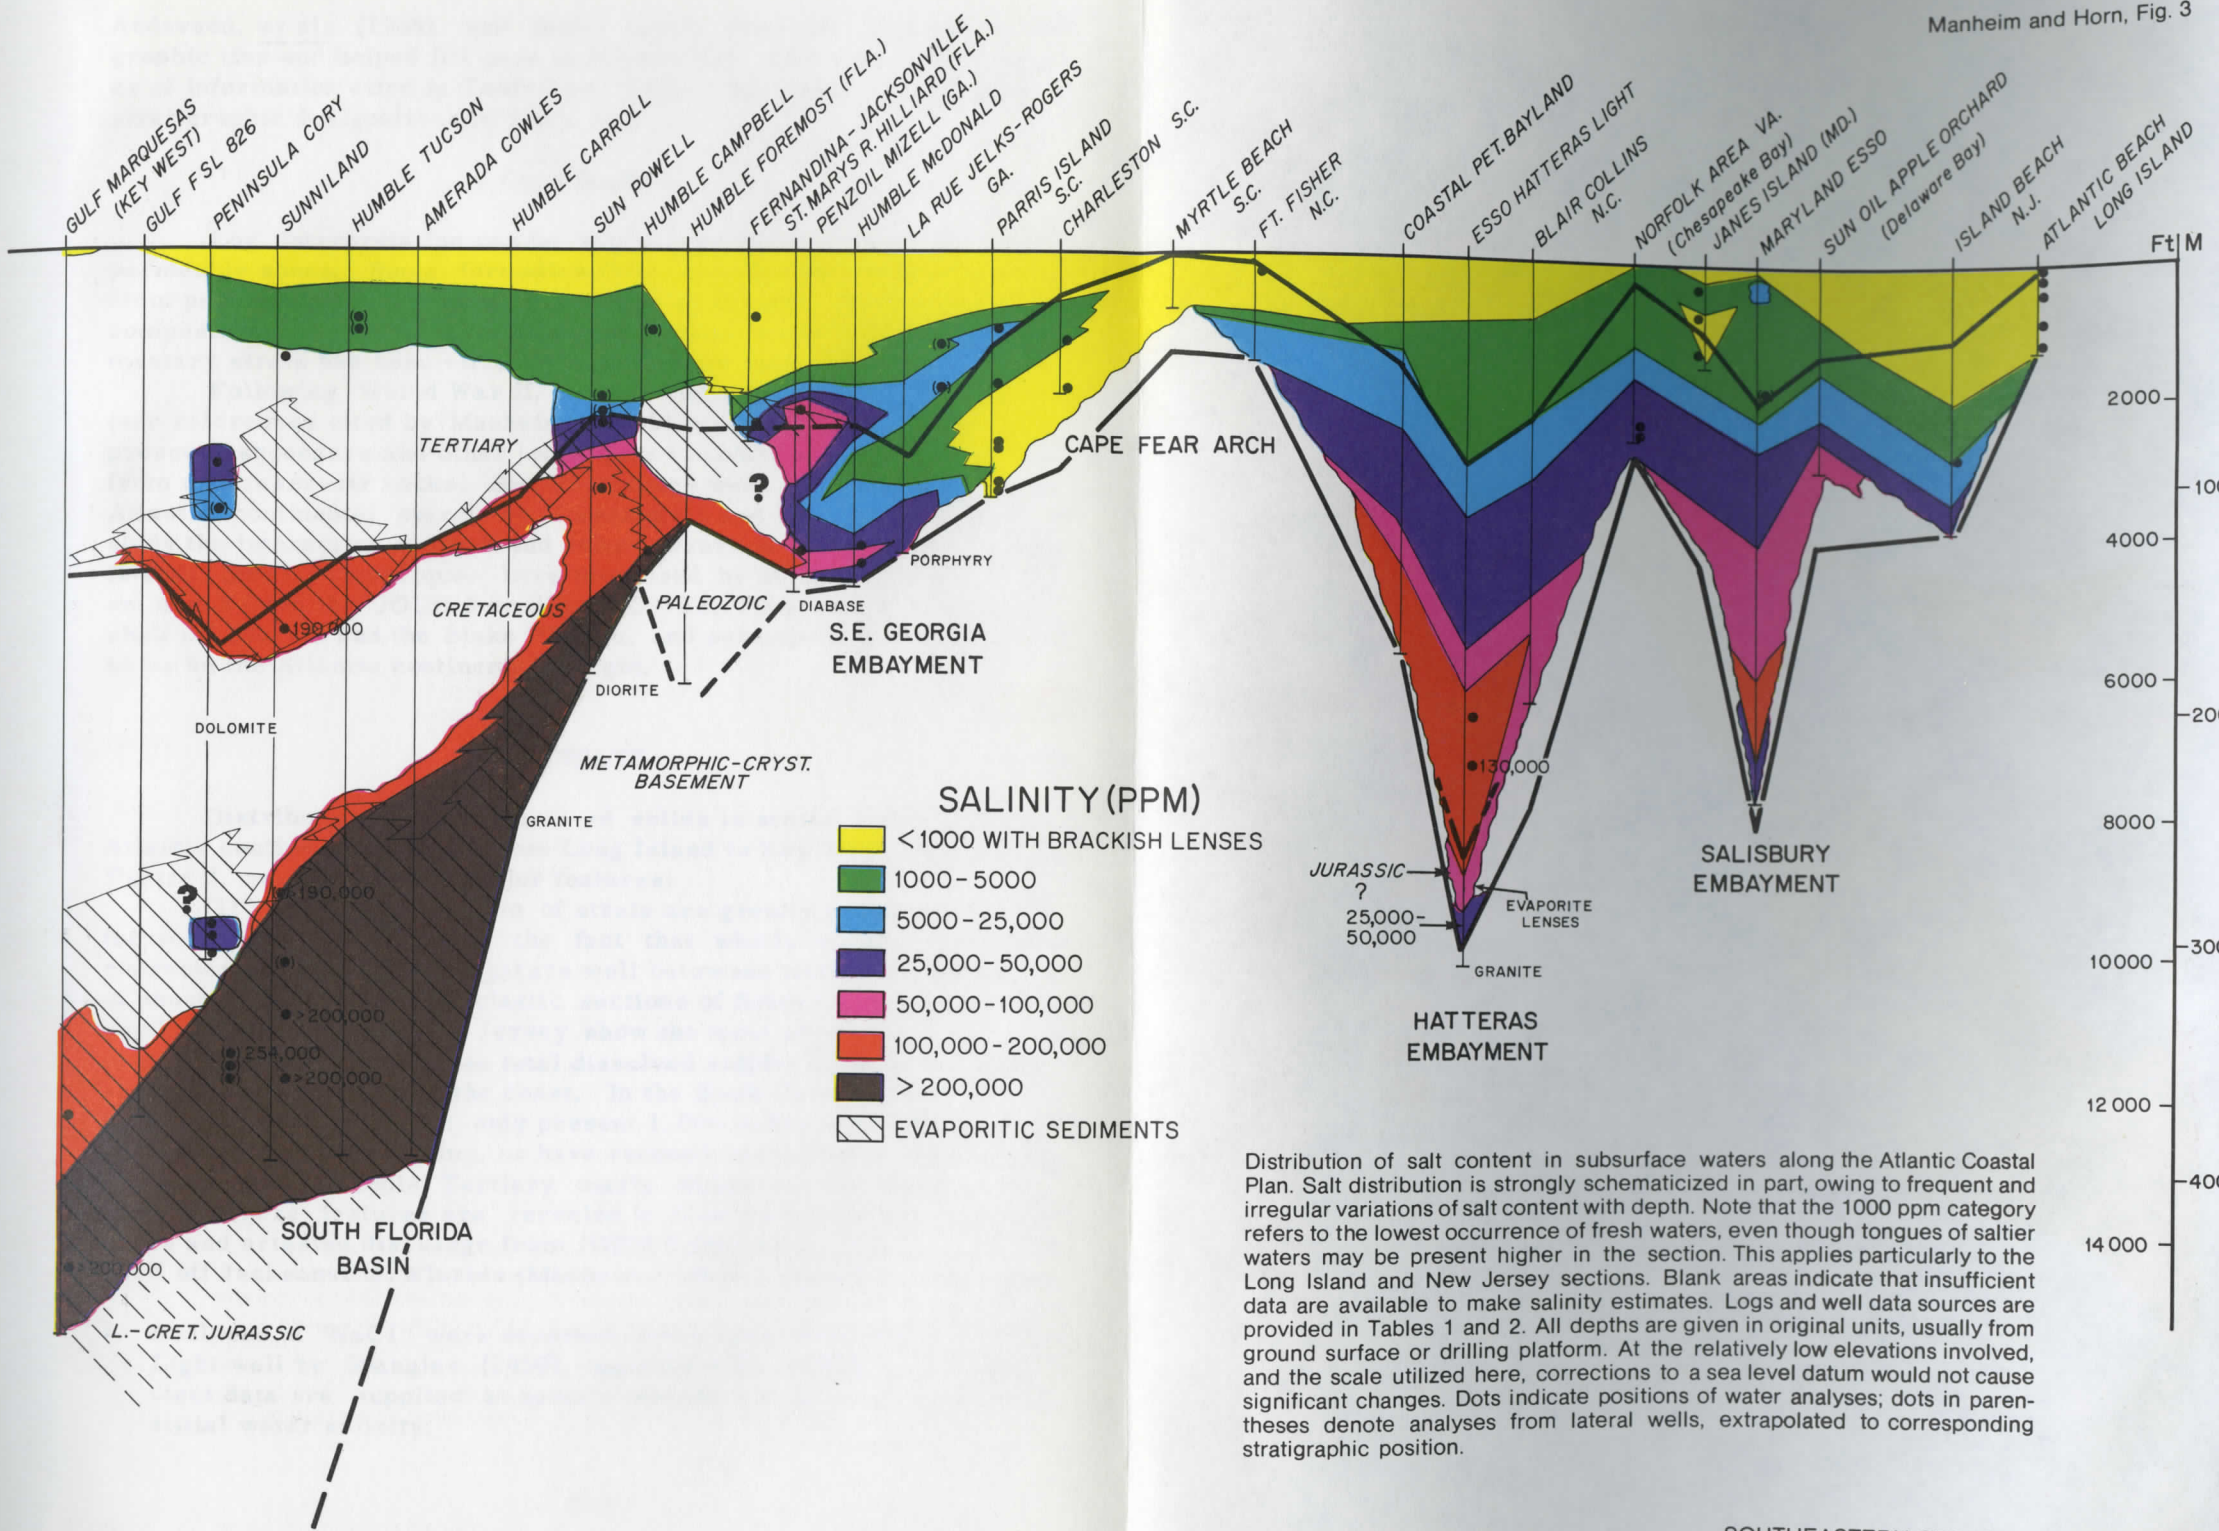 Manheim and Horn, Fig. 3
GULF MARQUESAS
(KEY WEST)
GULF FSL 826
PENINSULA CORY
SUNNILAND
HUMBLE TUCSON
AMERADA COWLES
HUMBLE CARROLL
SUN POWELL
HUMBLE CAMPBELL
HUMBLE FOREMOST (FLA.)
FERNANDINA-JACKSONVILLE
ST. MARYS R. HILLIARD (FLA.)
PENZOIL MIZELL (GA.)
HUMBLE McDONALD
LA RUE JELKS-ROGERS
GA.
PARRIS ISLAND
S.C.
CHARLESTON S.C.
MYRTLE BEACH
S.C.
FT. FISHER
N.C.
COASTAL PET. BAYLAND
ESSO HATTERAS LIGHT
BLAIR COLLINS
N.C.
NORFOLK AREA VA.
(Chesapeake Bay)
JANES ISLAND (MD.)
MARYLAND ESSO
SUN OIL APPLE ORCHARD
(Delaware Bay)
ISLAND BEACH
N.J.
ATLANTIC BEACH
LONG ISLAND
Ft M
2000
4000
6000
8000
10000
12 000
14 000
TERTIARY
?
CAPE FEAR ARCH
PORPHYRY
CRETACEOUS
PALEOZOIC
DIABASE
190,000
S.E. GEORGIA
EMBAYMENT
DIORITE
DOLOMITE
METAMORPHIC-CRYST.
BASEMENT
GRANITE
130,000
SALISBURY
EMBAYMENT
JURASSIC
?
25,000-
50,000
EVAPORITE
LENSES
GRANITE
HATTERAS
EMBAYMENT
?
>190,000
>200,000
254,000
>200,000
>200,000
SOUTH FLORIDA
BASIN
L.-CRET. JURASSIC
SALINITY (PPM)
<1000 WITH BRACKISH LENSES
1000-5000
5000-25,000
25,000-50,000
50,000-100,000
100,000-200,000
>200,000
EVAPORITIC SEDIMENTS
Distribution of salt content in subsurface waters along the Atlantic Coastal
Plan. Salt distribution is strongly schematicized in part, owing to frequent and
irregular variations of salt content with depth. Note that the 1000 ppm category
refers to the lowest occurrence of fresh waters, even though tongues of saltier
waters may be present higher in the section. This applies particularly to the
Long Island and New Jersey sections. Blank areas indicate that insufficient
data are available to make salinity estimates. Logs and well data sources are
provided in Tables 1 and 2. All depths are given in original units, usually from
ground surface or drilling platform. At the relatively low elevations involved,
and the scale utilized here, corrections to a sea level datum would not cause
significant changes. Dots indicate positions of water analyses; dots in paren-
theses denote analyses from lateral wells, extrapolated to corresponding
stratigraphic position.